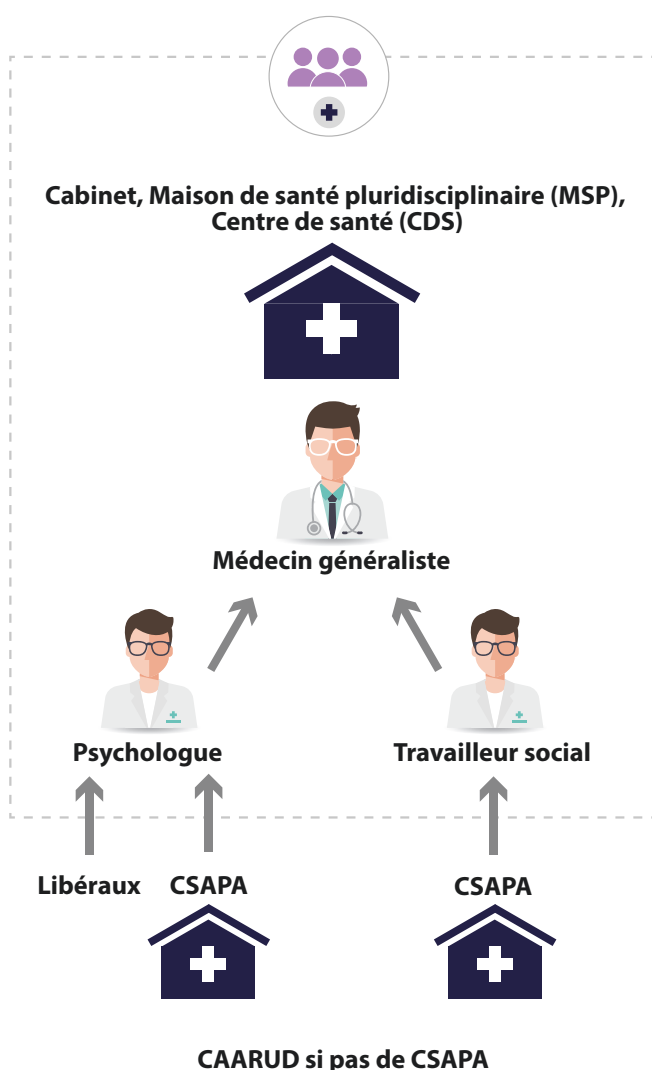 Cabinet, Maison de santé pluridisciplinaire (MSP),
Centre de santé (CDS)
Médecin généraliste
Psychologue
Travailleur social
Libéraux
CSAPA
CSAPA
CAARUD si pas de CSAPA